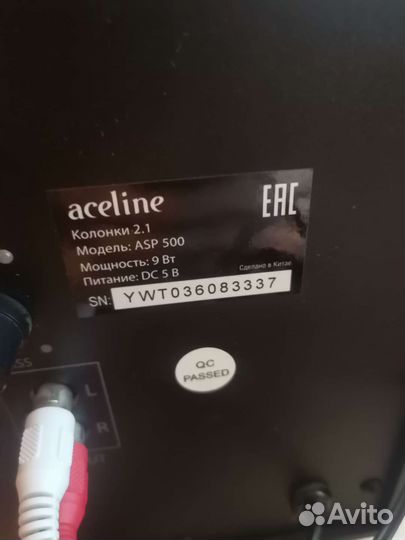 aceline
EAC
Колонки 2.1
Модель: ASP 500
Мощность: 9 Вт
Питание: DC 5 В
Сделано в Китае
SN: YWT036083337
QC
PASSED
L
R
Avito